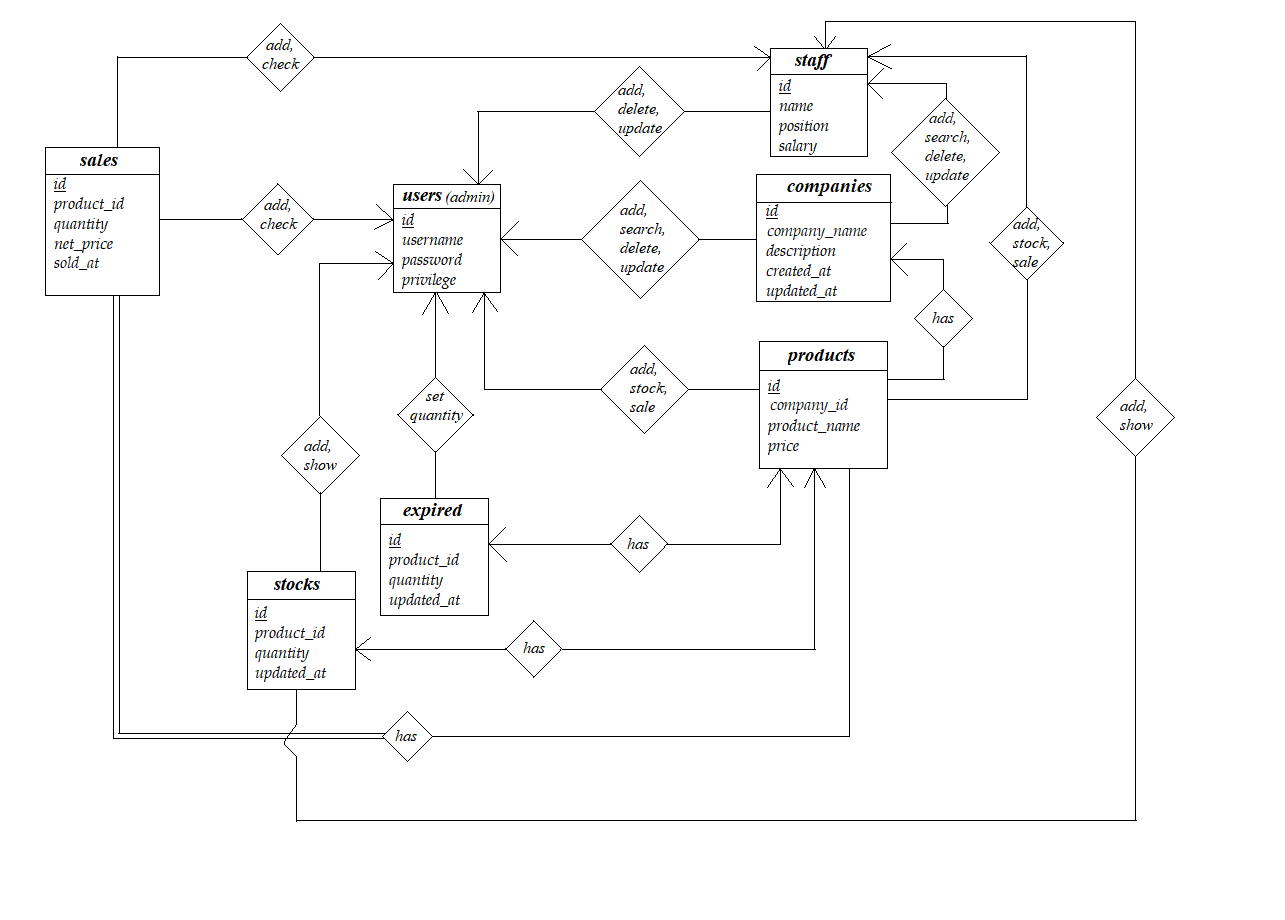 add,
check
staff
id
name
position
salary
add,
delete,
update
add,
search,
delete,
update
sales
id
product_id
quantity
net_price
sold_at
add,
check
users (admin)
id
username
password
privilege
add,
search,
delete,
update
companies
id
company_name
description
created_at
updated_at
add,
stock,
sale
has
products
id
company_id
product_name
price
add,
stock,
sale
set
quantity
add,
show
add,
show
expired
id
product_id
quantity
updated_at
has
stocks
id
product_id
quantity
updated_at
has
has